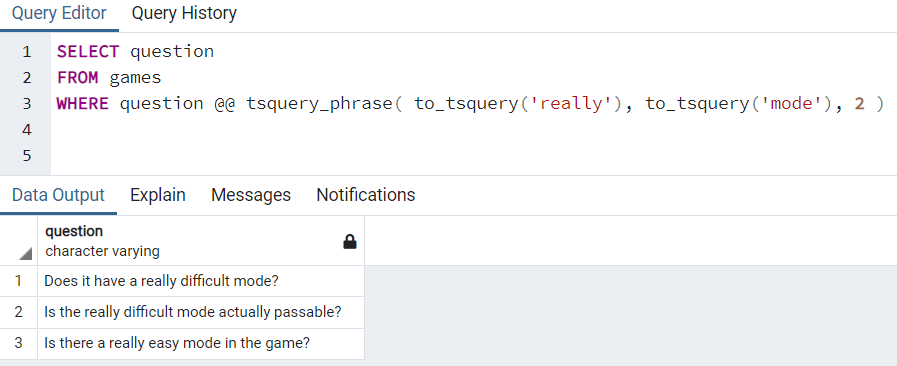 Query Editor Query History
1 SELECT question
2 FROM games
3 WHERE question @@ tsquery_phrase( to_tsquery('really'), to_tsquery('mode'), 2 )
4
5
Data Output Explain Messages Notifications
question
character varying
1 Does it have a really difficult mode?
2 Is the really difficult mode actually passable?
3 Is there a really easy mode in the game?